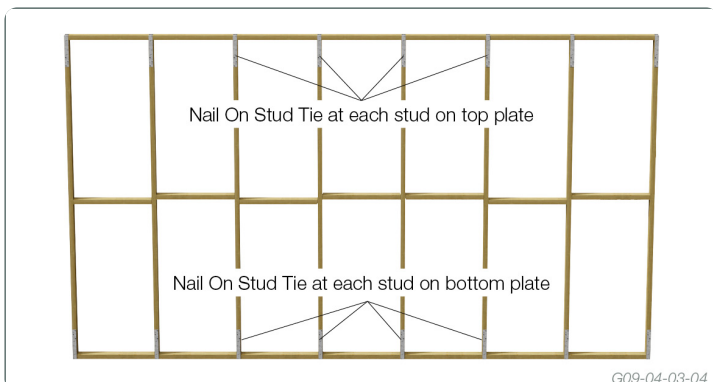 Nail On Stud Tie at each stud on top plate
Nail On Stud Tie at each stud on bottom plate
G09-04-03-04